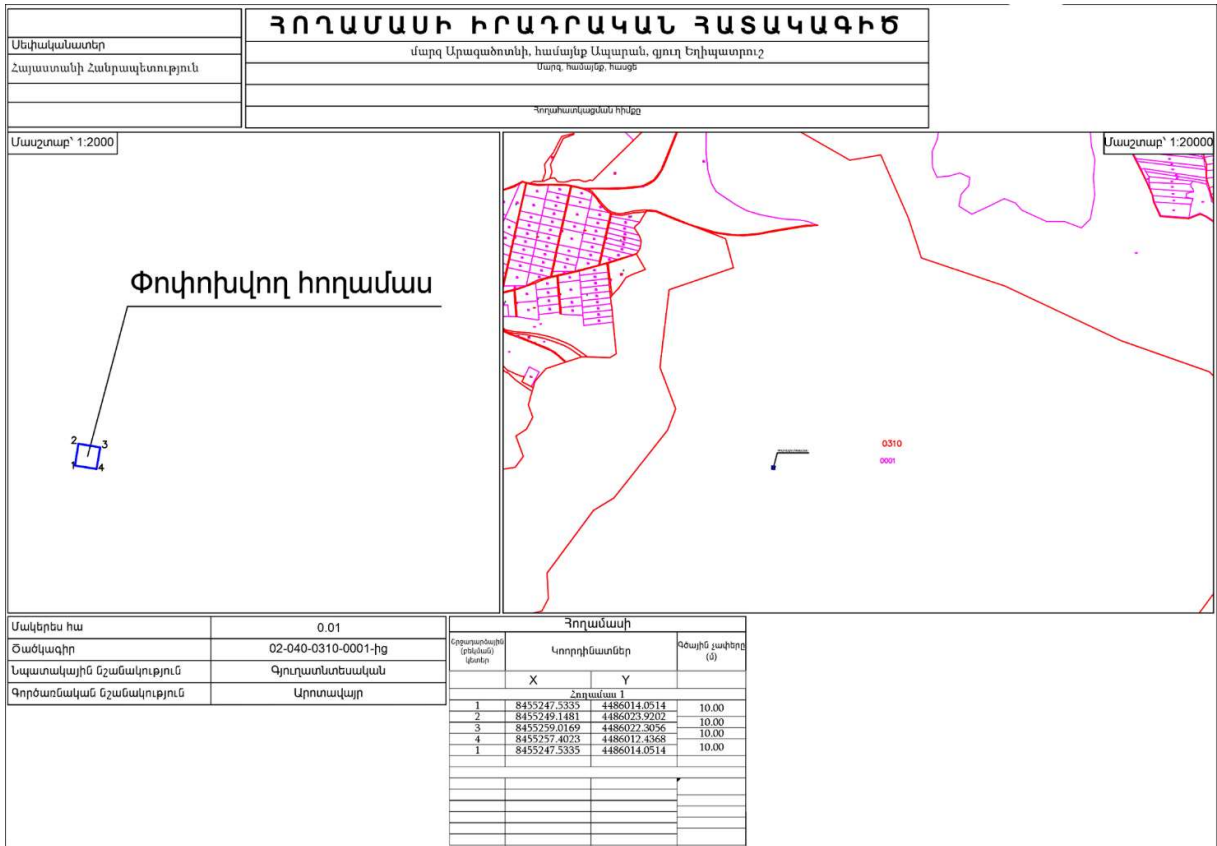 ՀՈՂԱՄԱՍԻ ԻՐԱԴՐԱԿԱՆ ՀԱՏԱԿԱԳԻԾ
Սեփականատեր
մարզ Արագածոտնի, համայնք Ապարան, գյուղ Եղիպատրուշ
Հայաստանի Հանրապետություն
Մարզ, համայնք, հասցե
Հողահատկացման հիմքը
Մասշտաբ՝ 1:2000
Մասշտաբ՝ 1:20000
Փոփոխվող հողամաս
2
3
1
4
0310
0001
Մակերես հա 0.01
Ծածկագիր 02-040-0310-0001-ից
Նպատակային նշանակություն Գյուղատնտեսական
Գործառնական նշանակություն Արոտավայր
Հողամասի
Շրջադարձային (բեկման) կետեր
Կոորդինատներ
Գծային չափերը (մ)
X Y
Հողամաս 1
1 8455247.5335 4486014.0514 10.00
2 8455249.1481 4486023.9202 10.00
3 8455259.0169 4486022.3056 10.00
4 8455257.4023 4486012.4368 10.00
1 8455247.5335 4486014.0514